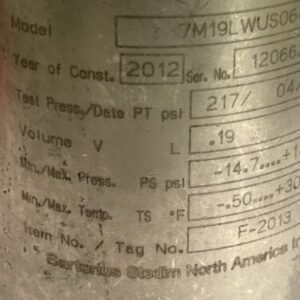 Model 7M19LWUS06
Year of Const. 2012 Ser. No. 12066
Test Press./Date PT psi 217/ 04/
Volume V L .19
Min./Max. Press. PS psi -14.7....+1
Min./Max. Temp. TS °F -.50....+30
Item No. / Tag No. F-2013
Sartorius Stedim North America In